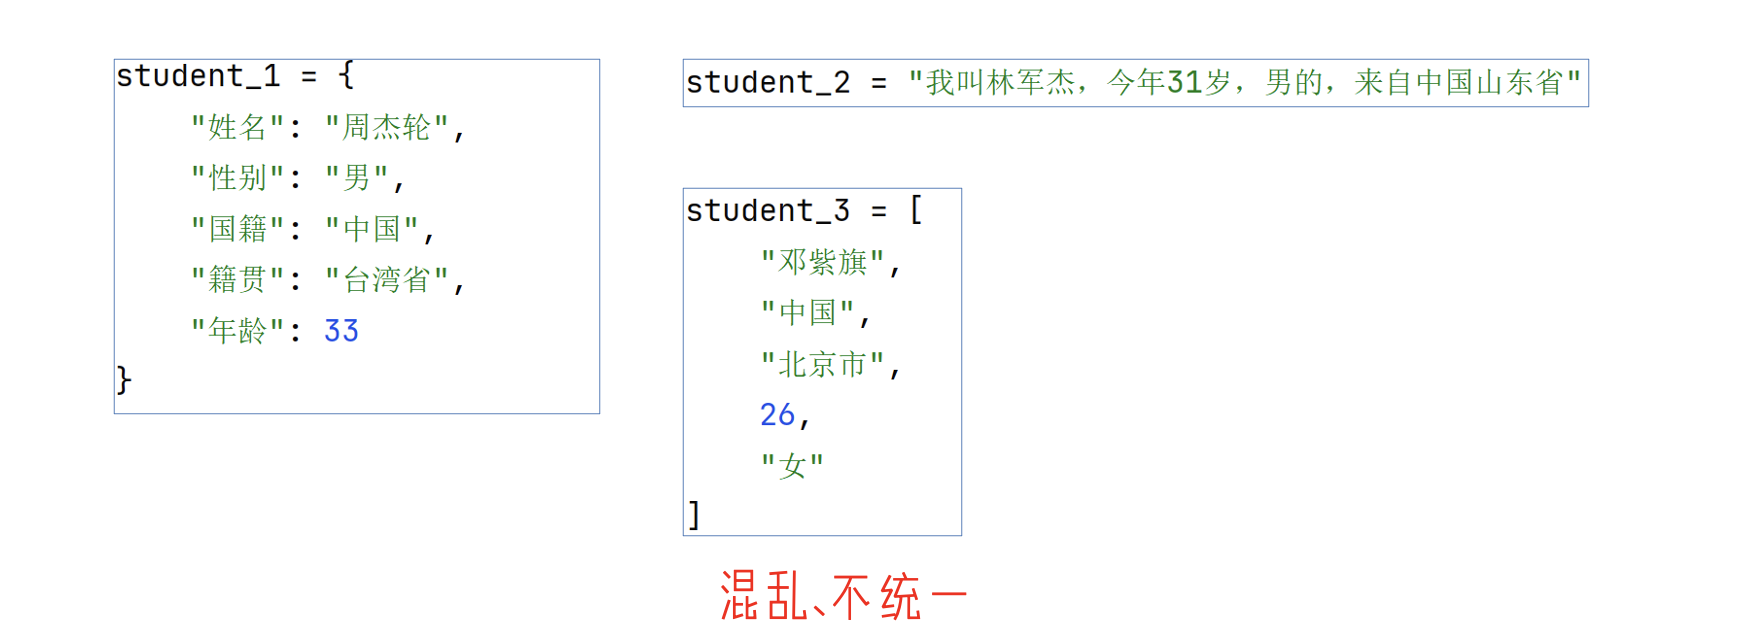 student_1 = {
"姓名": "周杰轮",
"性别": "男",
"国籍": "中国",
"籍贯": "台湾省",
"年龄": 33
}
student_2 = "我叫林军杰，今年31岁，男的，来自中国山东省"
student_3 = [
"邓紫旗",
"中国",
"北京市",
26,
"女"
]
混乱、不统一